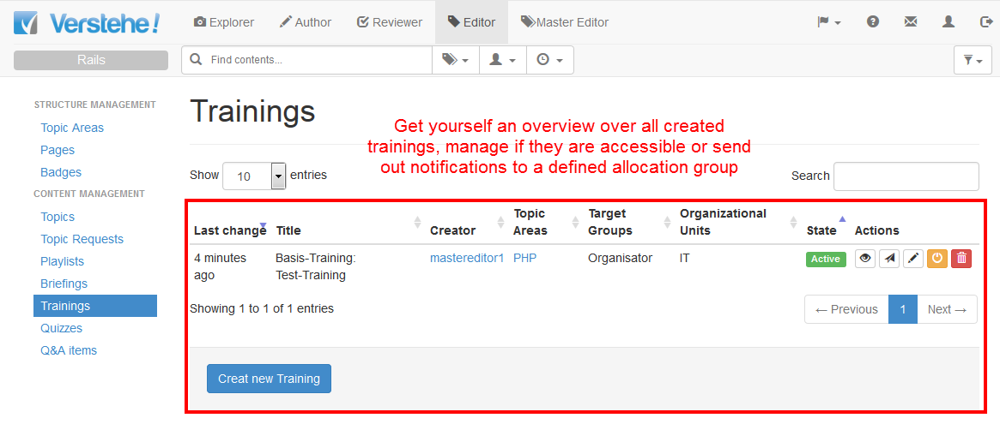 Verstehe!
Explorer Author Reviewer Editor Master Editor
Rails
Find contents...
STRUCTURE MANAGEMENT
Topic Areas
Pages
Badges
CONTENT MANAGEMENT
Topics
Topic Requests
Playlists
Briefings
Trainings
Quizzes
Q&A items
Trainings
Get yourself an overview over all created
trainings, manage if they are accessible or send
out notifications to a defined allocation group
Show 10 entries
Search
Last change Title Creator Topic Areas Target Groups Organizational Units State Actions
4 minutes ago Basis-Training: Test-Training mastereditor1 PHP Organisator IT Active
Showing 1 to 1 of 1 entries
← Previous 1 Next →
Creat new Training